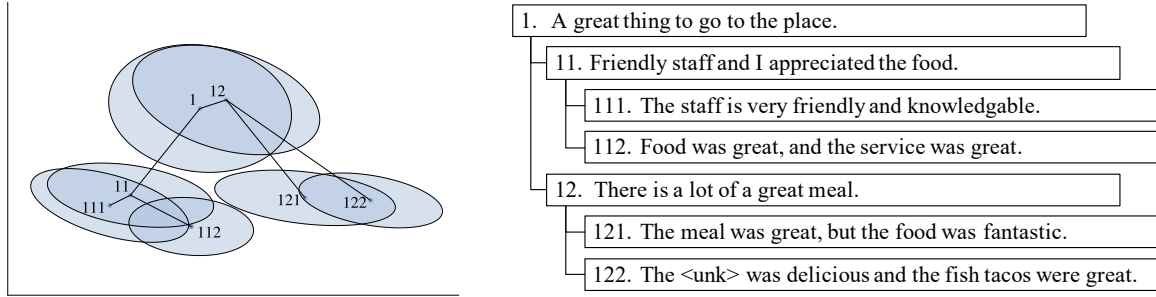 1
12
11
111
112
121
122
1. A great thing to go to the place.
11. Friendly staff and I appreciated the food.
111. The staff is very friendly and knowledgable.
112. Food was great, and the service was great.
12. There is a lot of a great meal.
121. The meal was great, but the food was fantastic.
122. The <unk> was delicious and the fish tacos were great.